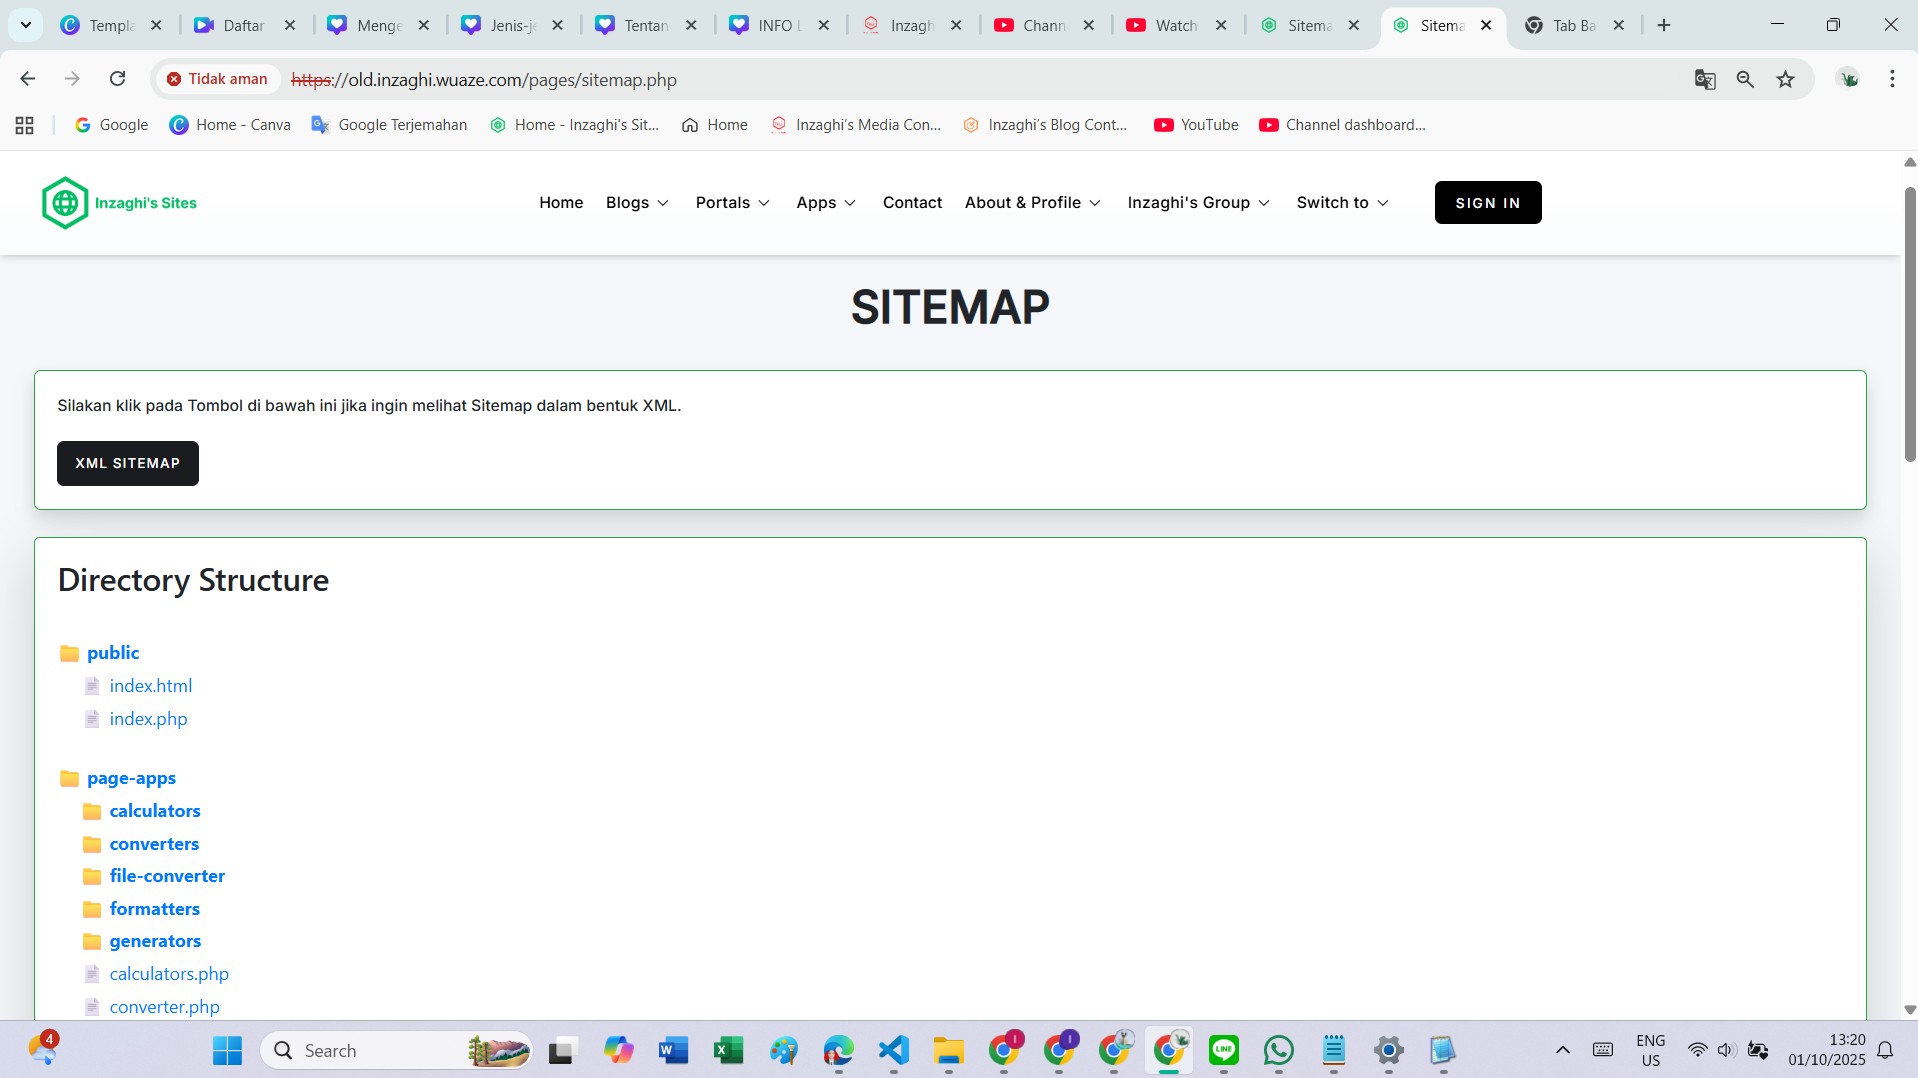 Templa
Daftar
Menge
Jenis-j
Tentan
INFO L
Inzagh
Chann
Watch
Sitema
Sitema
Tab Ba
Tidak aman
https://old.inzaghi.wuaze.com/pages/sitemap.php
Google
Home - Canva
Google Terjemahan
Home - Inzaghi's Sit...
Home
Inzaghi's Media Con...
Inzaghi's Blog Cont...
YouTube
Channel dashboard...
Inzaghi's Sites
Home
Blogs
Portals
Apps
Contact
About & Profile
Inzaghi's Group
Switch to
SIGN IN
SITEMAP
Silakan klik pada Tombol di bawah ini jika ingin melihat Sitemap dalam bentuk XML.
XML SITEMAP
Directory Structure
public
index.html
index.php
page-apps
calculators
converters
file-converter
formatters
generators
calculators.php
converter.php
4
Search
ENG
US
13:20
01/10/2025